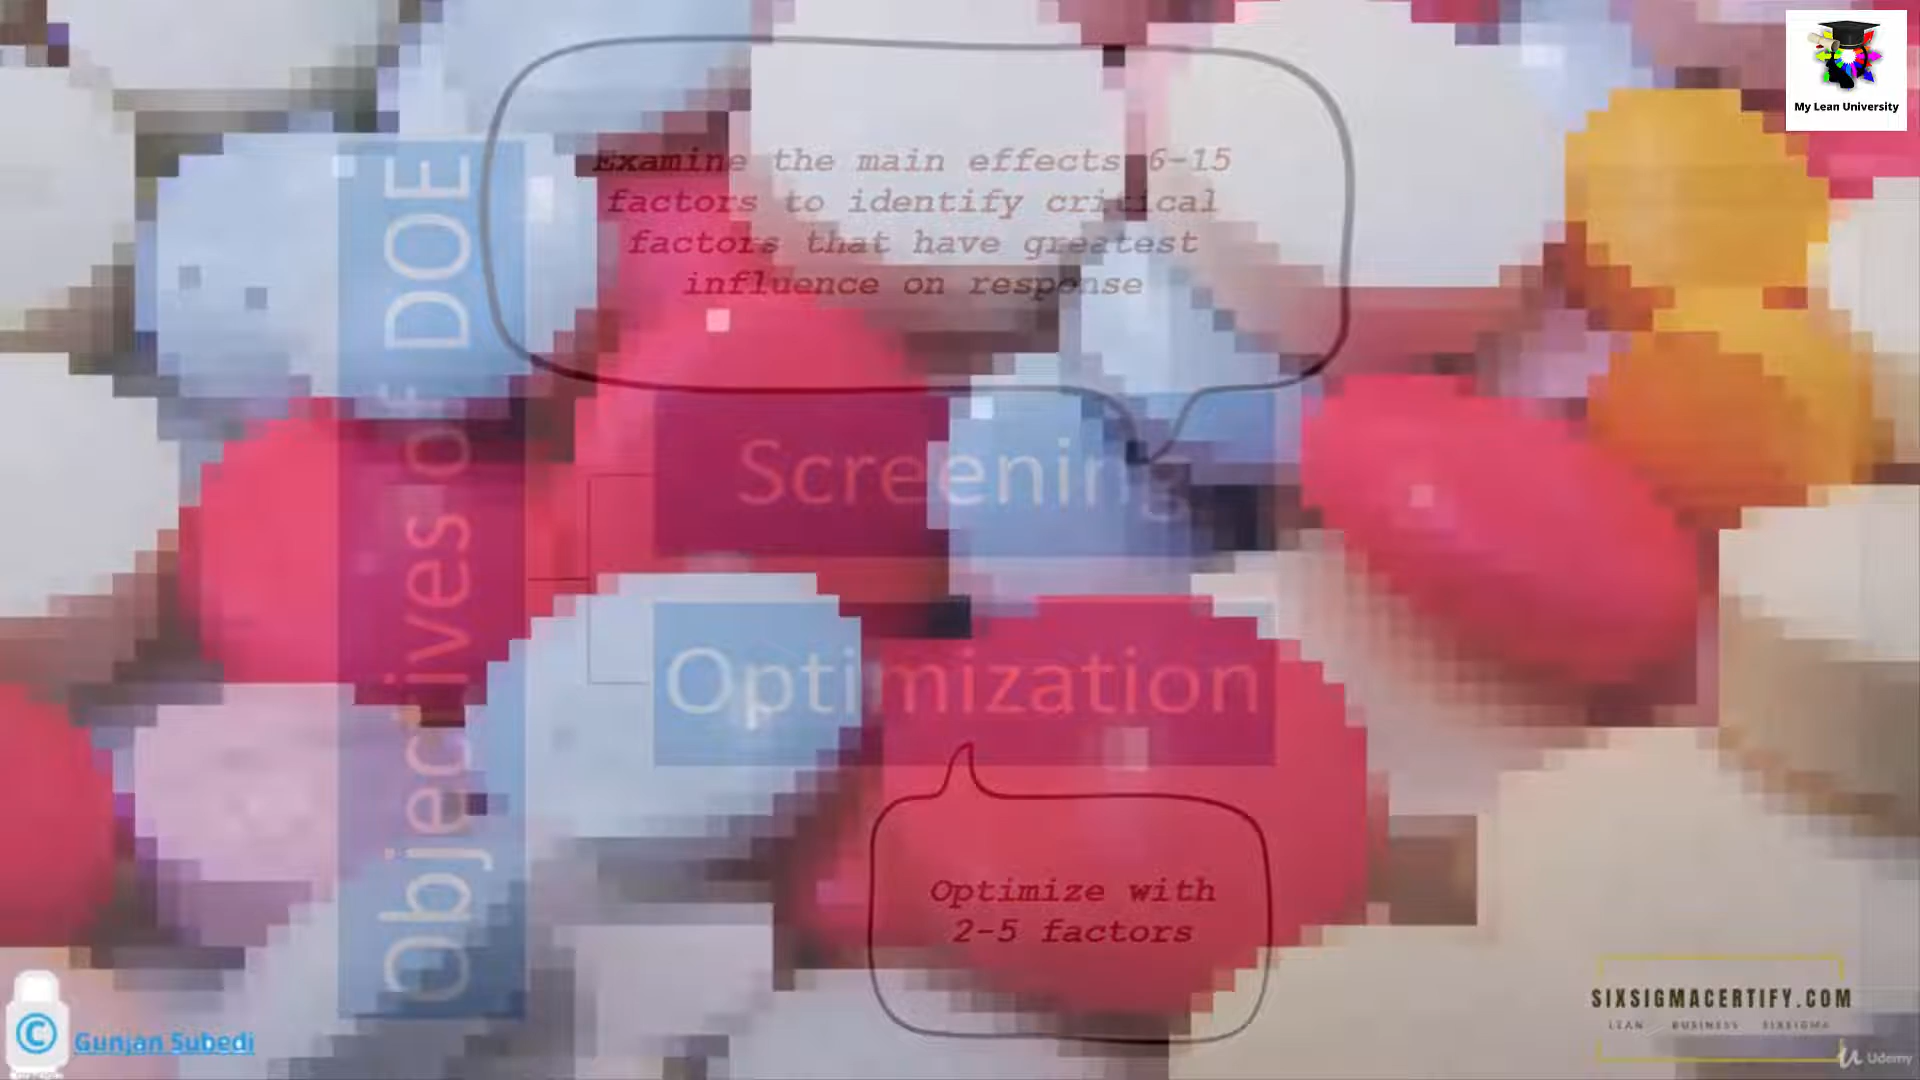 My Lean University
Examine the main effects 6-15
factors to identify critical
factors that have greatest
influence on response
Objectives of DOE
Screening
Optimization
Optimize with
2-5 factors
SIXSIGMACERTIFY.COM
LEAN BUSINESS SIXSIGMA
© Gunjan Subedi
Udemy